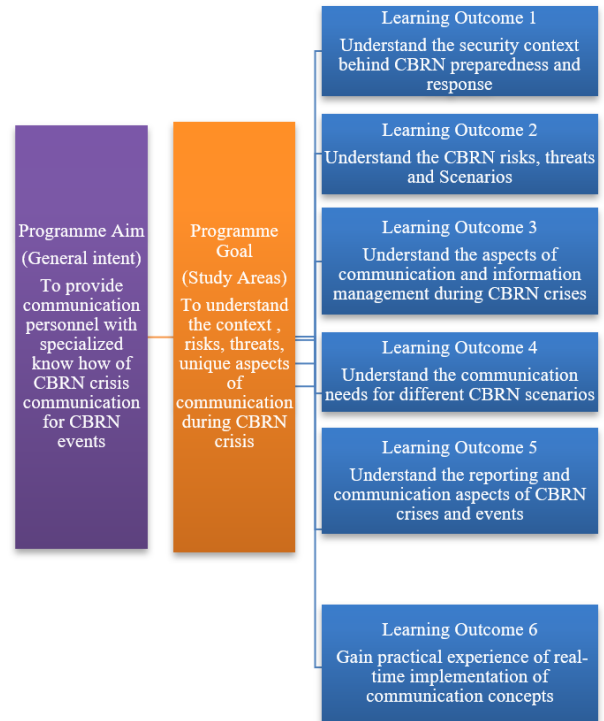 Programme Aim
(General intent)
To provide
communication
personnel with
specialized
know how of
CBRN crisis
communication
for CBRN
events
Programme
Goal
(Study Areas)
To understand
the context ,
risks, threats,
unique aspects
of
communication
during CBRN
crisis
Learning Outcome 1
Understand the security context
behind CBRN preparedness and
response
Learning Outcome 2
Understand the CBRN risks, threats
and Scenarios
Learning Outcome 3
Understand the aspects of
communication and information
management during CBRN crises
Learning Outcome 4
Understand the communication
needs for different CBRN scenarios
Learning Outcome 5
Understand the reporting and
communication aspects of CBRN
crises and events
Learning Outcome 6
Gain practical experience of real-
time implementation of
communication concepts